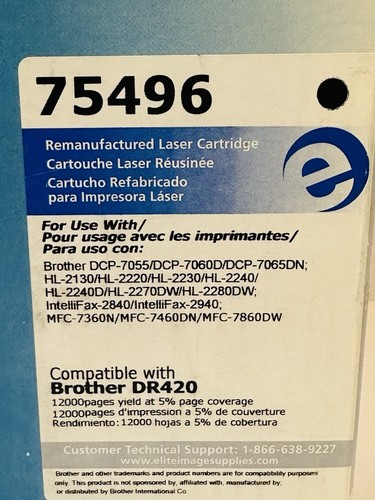 75496
Remanufactured Laser Cartridge
Cartouche Laser Réusinée
Cartucho Refabricado
para Impresora Láser
e
For Use With/
Pour usage avec les imprimantes/
Para uso con:
Brother DCP-7055/DCP-7060D/DCP-7065DN;
HL-2130/HL-2220/HL-2230/HL-2240/
HL-2240D/HL-2270DW/HL-2280DW;
IntelliFax-2840/IntelliFax-2940;
MFC-7360N/MFC-7460DN/MFC-7860DW
Compatible with
Brother DR420
12000pages yield at 5% page coverage
12000pages d'impression a 5% de couverture
Rendimiento: 12000 hojas a 5% de cobertura
Customer Technical Support: 1-866-638-9227
www.eliteimagesupplies.com
Brother and other trademarks and product numbers are for compatibility purposes
only. This product is not sponsored by, affiliated with, manufactured by,
or distributed by Brother International Co